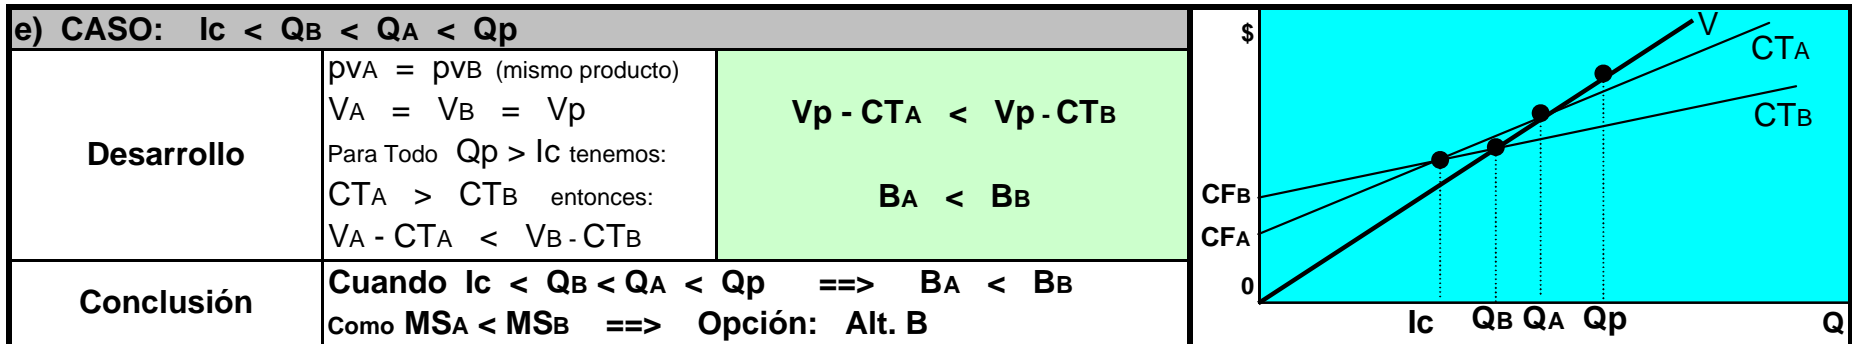 e) CASO: Ic < QB < QA < Qp
Desarrollo
pvA = pvB (mismo producto)
VA = VB = Vp
Para Todo Qp > Ic tenemos:
CTA > CTB entonces:
VA - CTA < VB - CTB
Vp - CTA < Vp - CTB
BA < BB
Conclusión
Cuando Ic < QB < QA < Qp ==> BA < BB
Como MSA < MSB ==> Opción: Alt. B
$
V
CTA
CTB
CFB
CFA
0
Ic QB QA Qp Q